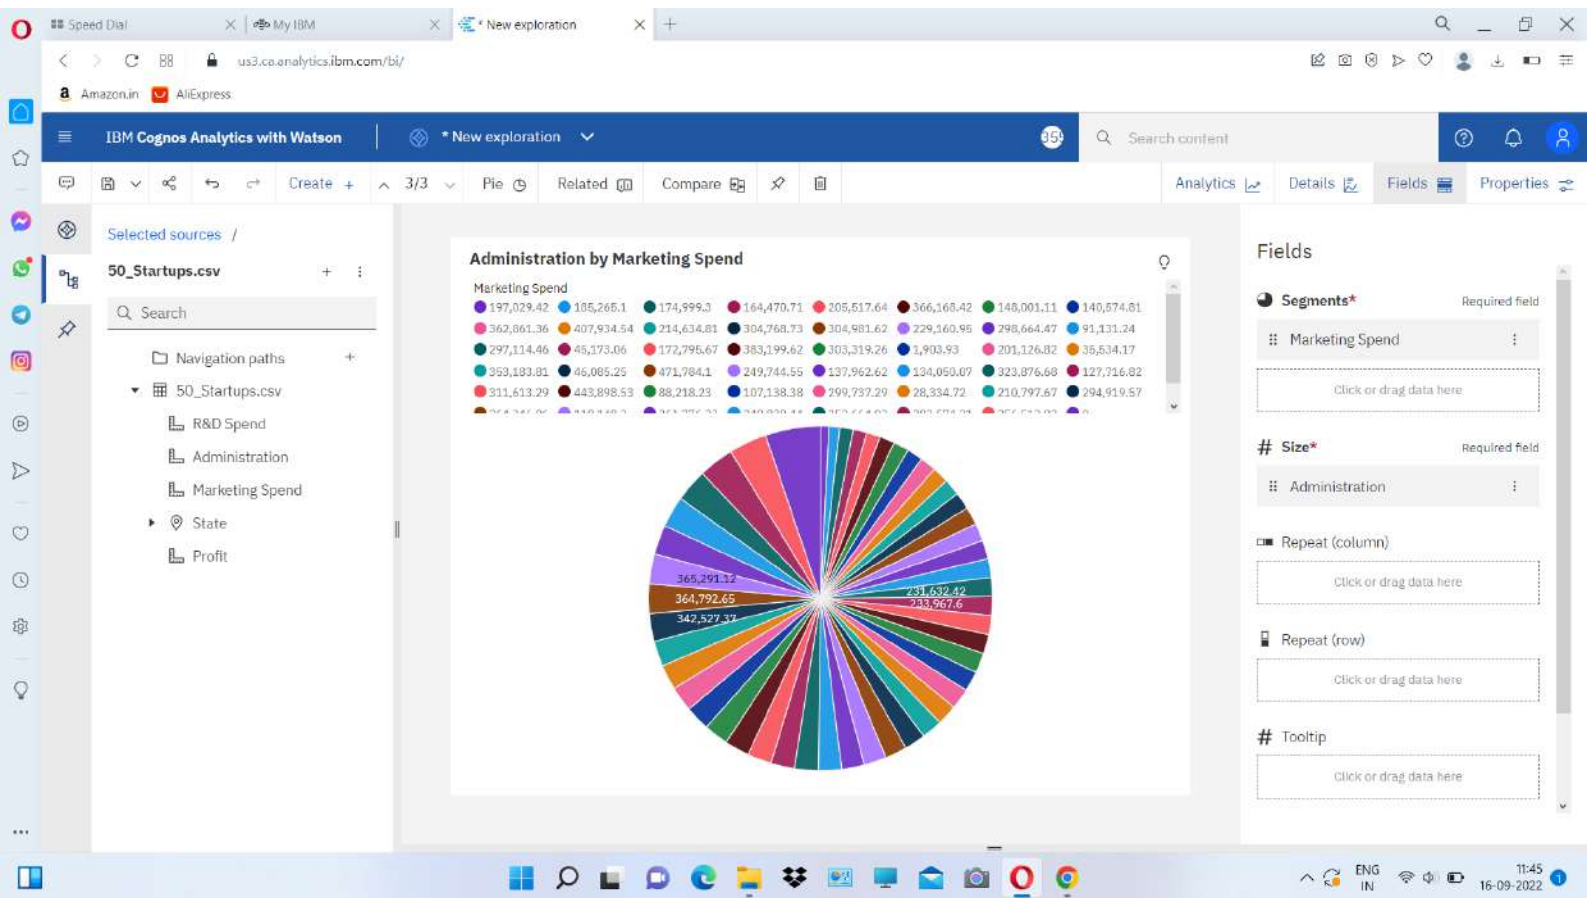 Speed Dial
My IBM
* New exploration
us3.ca.analytics.ibm.com/bi/
a Amazon.in AliExpress
IBM Cognos Analytics with Watson
* New exploration
Search content
Create +
3/3
Pie
Related
Compare
Analytics
Details
Fields
Properties
Selected sources /
50_Startups.csv
Search
Navigation paths
50_Startups.csv
R&D Spend
Administration
Marketing Spend
State
Profit
Administration by Marketing Spend
Marketing Spend
197,029.42 185,265.1 174,999.3 164,470.71 205,517.64 366,168.42 148,001.11 140,574.81
362,861.36 407,934.54 214,634.81 304,768.73 304,981.62 229,160.95 298,664.47 91,131.24
297,114.46 45,173.06 172,795.67 383,199.62 303,319.26 1,903.93 201,126.82 35,534.17
353,183.81 46,085.25 471,784.1 249,744.55 137,962.62 134,050.07 323,876.68 127,716.82
311,613.29 443,898.53 88,218.23 107,138.38 299,737.29 28,334.72 210,797.67 294,919.57
365,291.12
364,792.65
342,527.37
231,632.42
233,967.6
Fields
Segments* Required field
Marketing Spend
Click or drag data here
# Size* Required field
Administration
Repeat (column)
Click or drag data here
Repeat (row)
Click or drag data here
# Tooltip
Click or drag data here
ENG
IN
11:45
16-09-2022
1